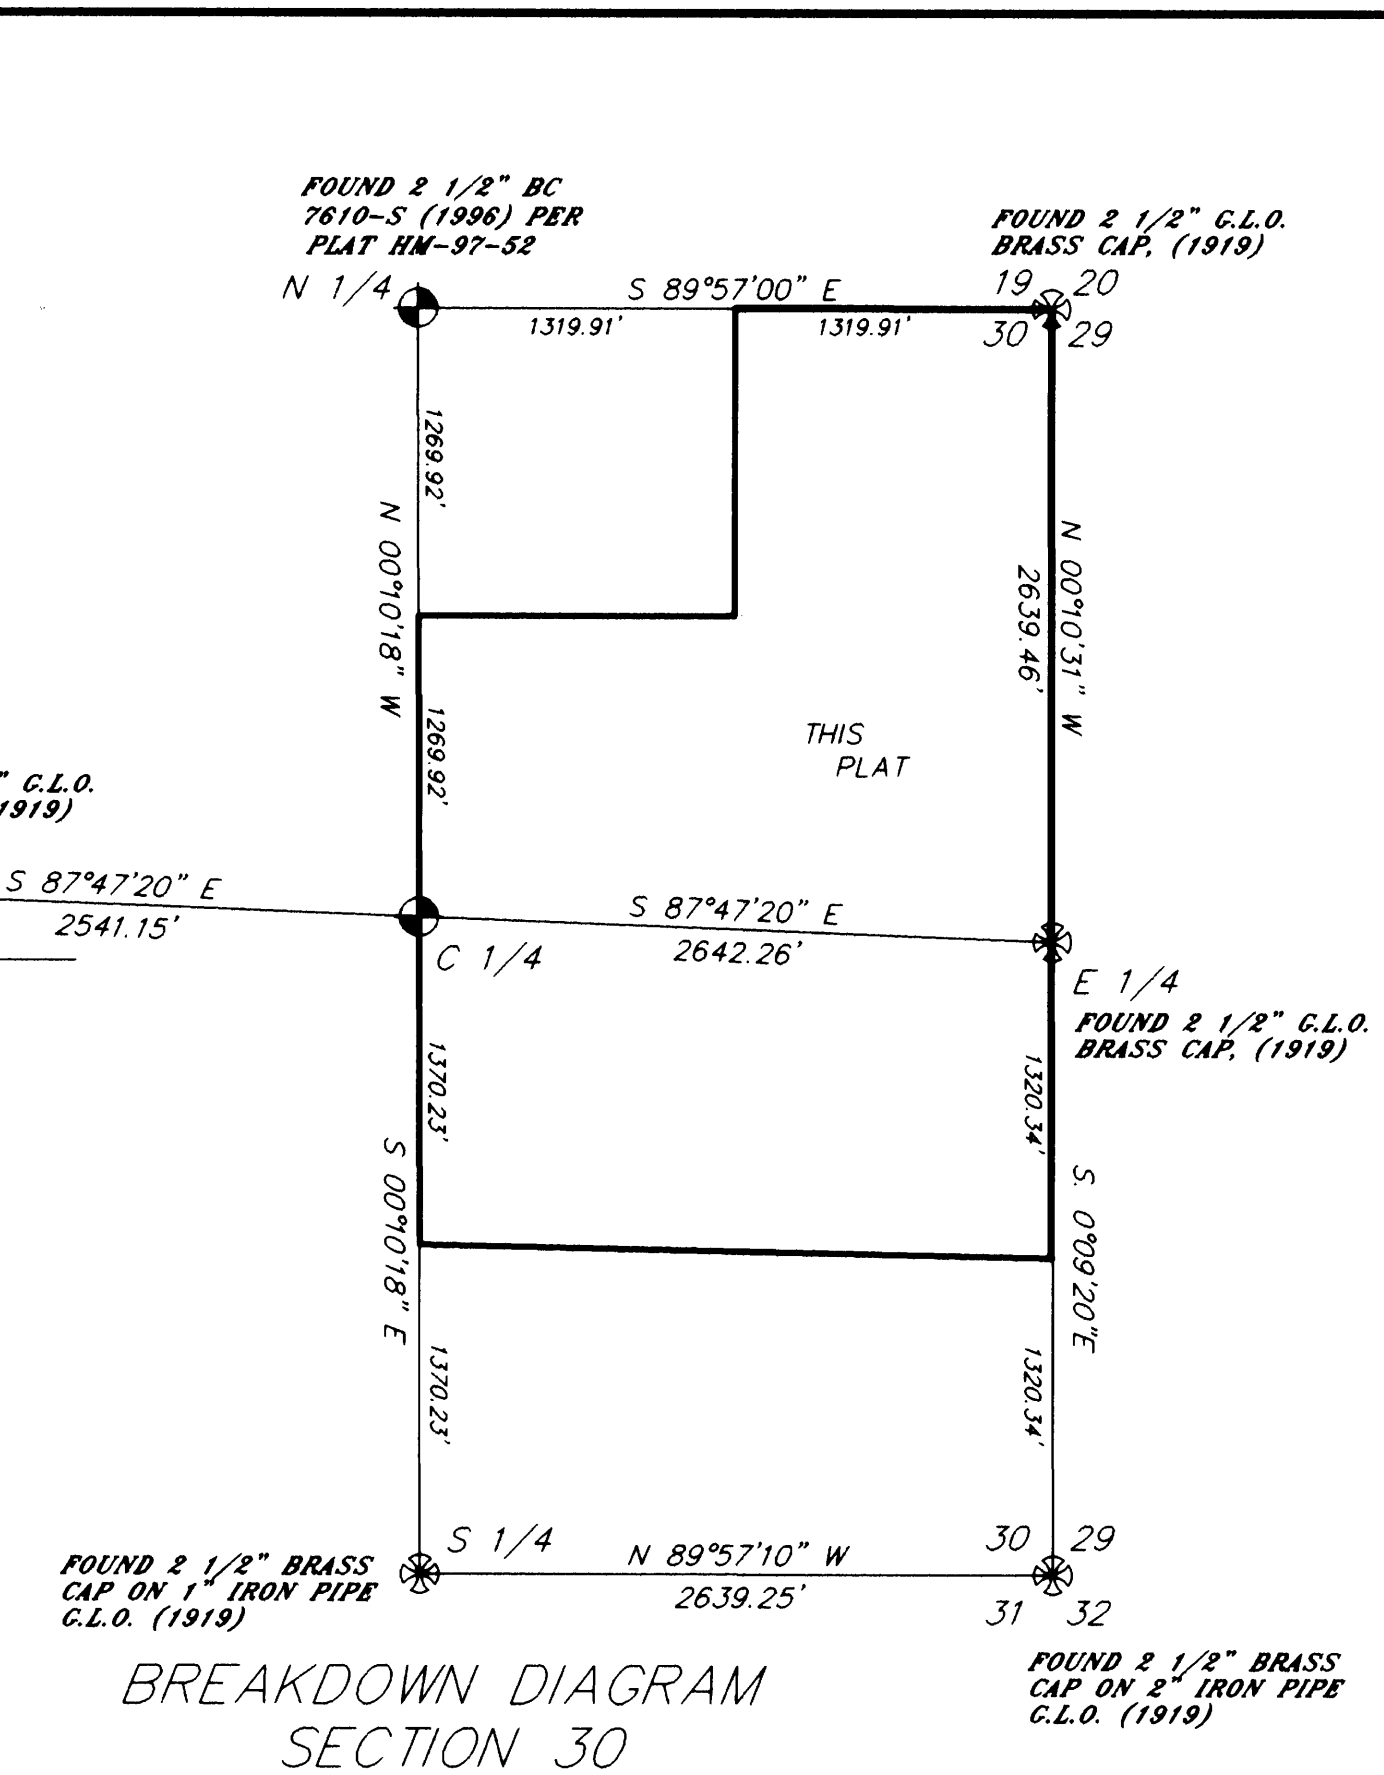 FOUND 2 1/2" BC
7610-S (1996) PER
PLAT HM-97-52
N 1/4
FOUND 2 1/2" G.L.O.
BRASS CAP, (1919)
S 89°57'00" E
1319.91'
1319.91'
19 20
30 29
1269.92'
N 00°10'18" W
1269.92'
N 00°10'31" W
2639.46'
THIS
PLAT
" G.L.O.
1919)
S 87°47'20" E
2541.15'
S 87°47'20" E
2642.26'
C 1/4
E 1/4
FOUND 2 1/2" G.L.O.
BRASS CAP, (1919)
1370.23'
S 00°10'18" E
1370.23'
1320.34'
S. 0°09'20"E
1320.34'
S 1/4
N 89°57'10" W
2639.25'
30 29
31 32
FOUND 2 1/2" BRASS
CAP ON 1" IRON PIPE
G.L.O. (1919)
FOUND 2 1/2" BRASS
CAP ON 2" IRON PIPE
G.L.O. (1919)
BREAKDOWN DIAGRAM
SECTION 30